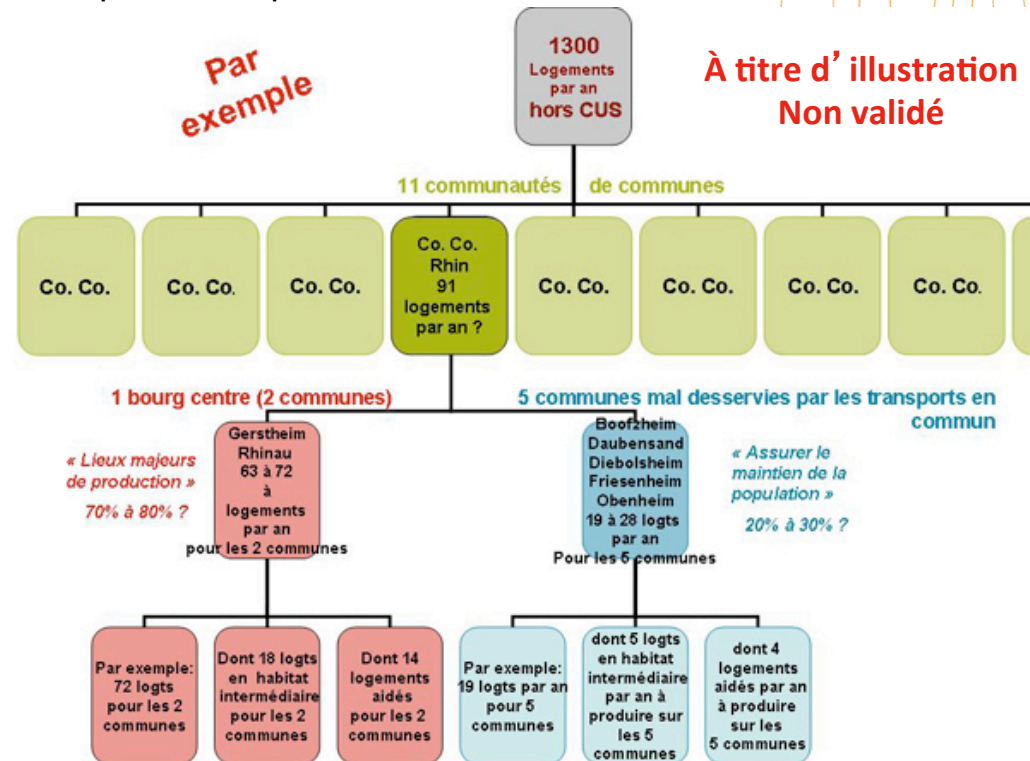 Par
exemple
1300
Logements
par an
hors CUS
À titre d’ illustration
Non validé
11 communautés de communes
Co. Co.
Co. Co.
Co. Co.
Co. Co.
Rhin
91
logements
par an ?
Co. Co.
Co. Co.
Co. Co.
Co. Co.
1 bourg centre (2 communes)
5 communes mal desservies par les transports en
commun
« Lieux majeurs
de production »
70% à 80% ?
Gerstheim
Rhinau
63 à 72
à
logements
par an
pour les 2 communes
Boofzheim
Daubensand
Diebolsheim
Friesenheim
Obenheim
19 à 28 logts
par an
Pour les 5 communes
« Assurer le
maintien de la
population »
20% à 30% ?
Par exemple:
72 logts
pour les 2
communes
Dont 18 logts
en habitat
intermédiaire
pour les 2
communes
Dont 14
logements
aidés
pour les 2
communes
Par exemple:
19 logts par an
pour 5
communes
dont 5 logts
en habitat
intermédiaire
par an à
produire sur
les 5
communes
dont 4
logements
aidés par an
à produire
sur les
5 communes